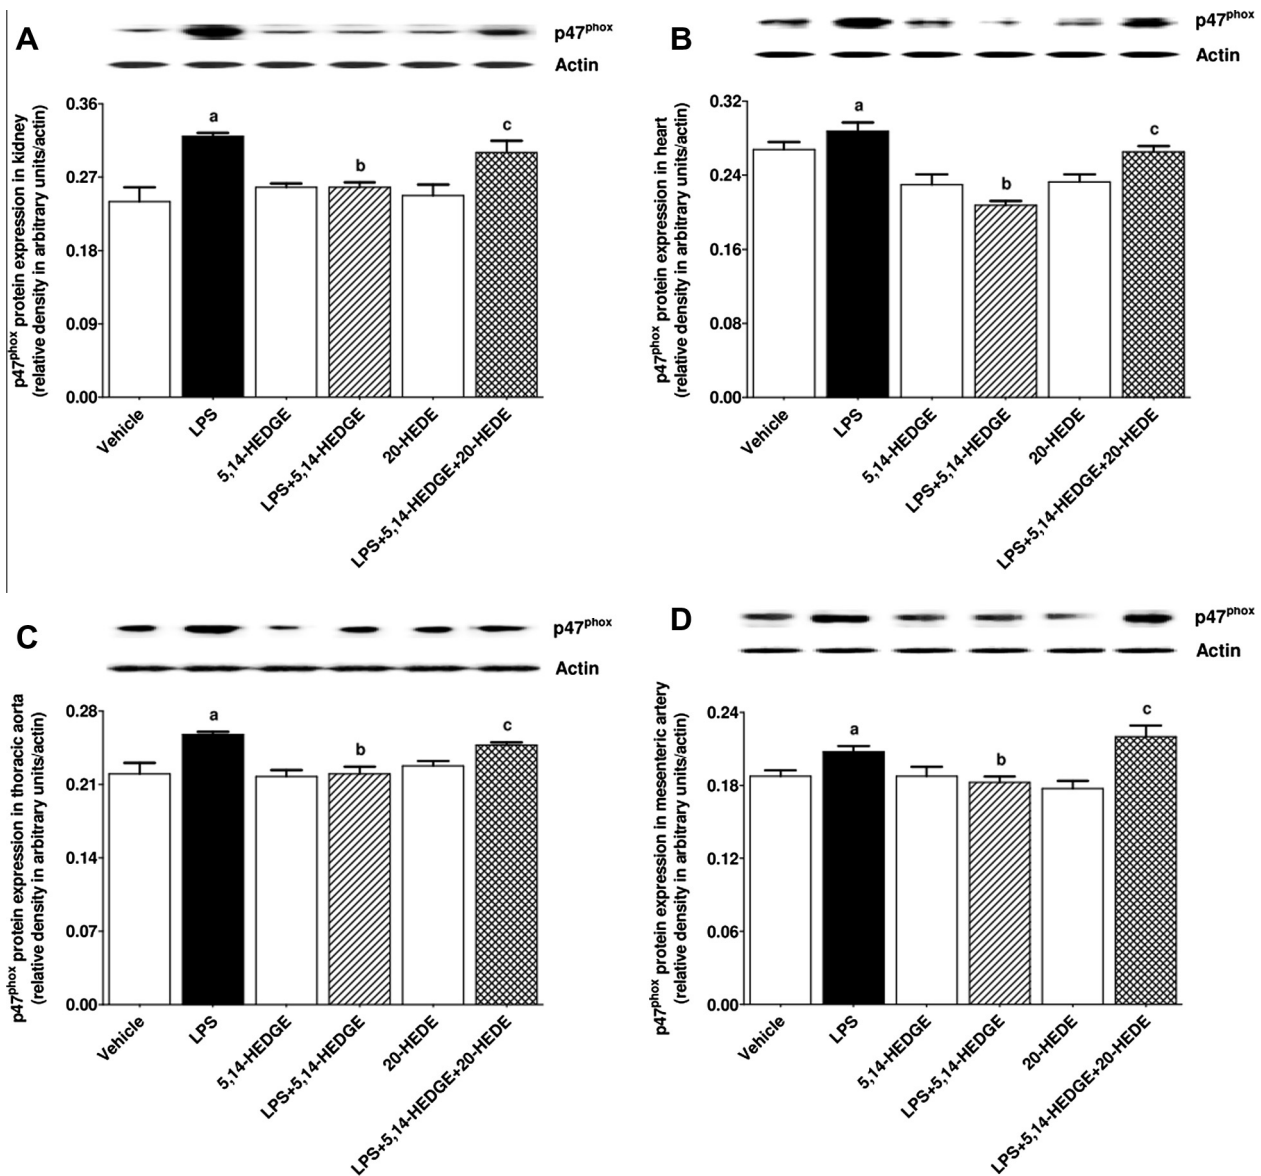 A
p47phox
Actin
p47phox protein expression in kidney
(relative density in arbitrary units/actin)
0.36
0.27
0.18
0.09
0.00
a
b
c
Vehicle
LPS
5,14-HEDGE
LPS+5,14-HEDGE
20-HEDE
LPS+5,14-HEDGE+20-HEDE
B
p47phox
Actin
p47phox protein expression in heart
(relative density in arbitrary units/actin)
0.32
0.24
0.16
0.08
0.00
a
b
c
Vehicle
LPS
5,14-HEDGE
LPS+5,14-HEDGE
20-HEDE
LPS+5,14-HEDGE+20-HEDE
C
p47phox
Actin
p47phox protein expression in thoracic aorta
(relative density in arbitrary units/actin)
0.28
0.21
0.14
0.07
0.00
a
b
c
Vehicle
LPS
5,14-HEDGE
LPS+5,14-HEDGE
20-HEDE
LPS+5,14-HEDGE+20-HEDE
D
p47phox
Actin
p47phox protein expression in mesenteric artery
(relative density in arbitrary units/actin)
0.24
0.18
0.12
0.06
0.00
a
b
c
Vehicle
LPS
5,14-HEDGE
LPS+5,14-HEDGE
20-HEDE
LPS+5,14-HEDGE+20-HEDE